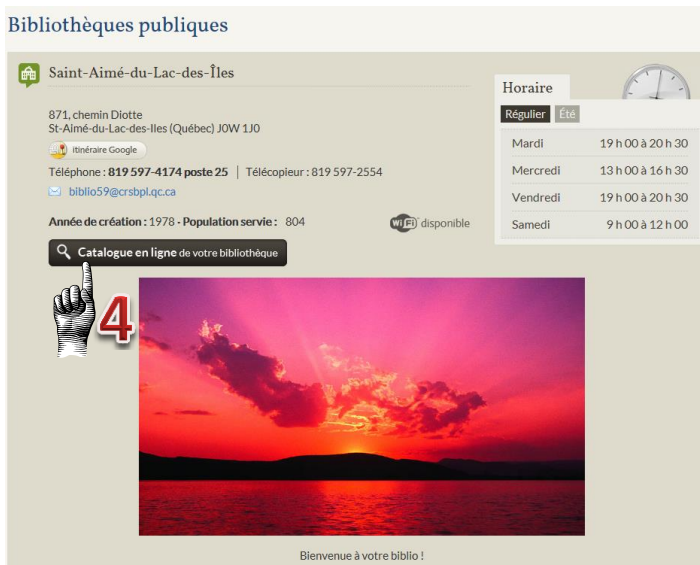 Bibliothèques publiques
Saint-Aimé-du-Lac-des-Îles
871, chemin Diotte
St-Aimé-du-Lac-des-Iles (Québec) J0W 1J0
itinéraire Google
Téléphone : 819 597-4174 poste 25 | Télécopieur : 819 597-2554
biblio59@crsbpl.qc.ca
Année de création : 1978 - Population servie : 804
WiFi disponible
Catalogue en ligne de votre bibliothèque
4
Horaire
Régulier Été
Mardi 19 h 00 à 20 h 30
Mercredi 13 h 00 à 16 h 30
Vendredi 19 h 00 à 20 h 30
Samedi 9 h 00 à 12 h 00
Bienvenue à votre biblio !